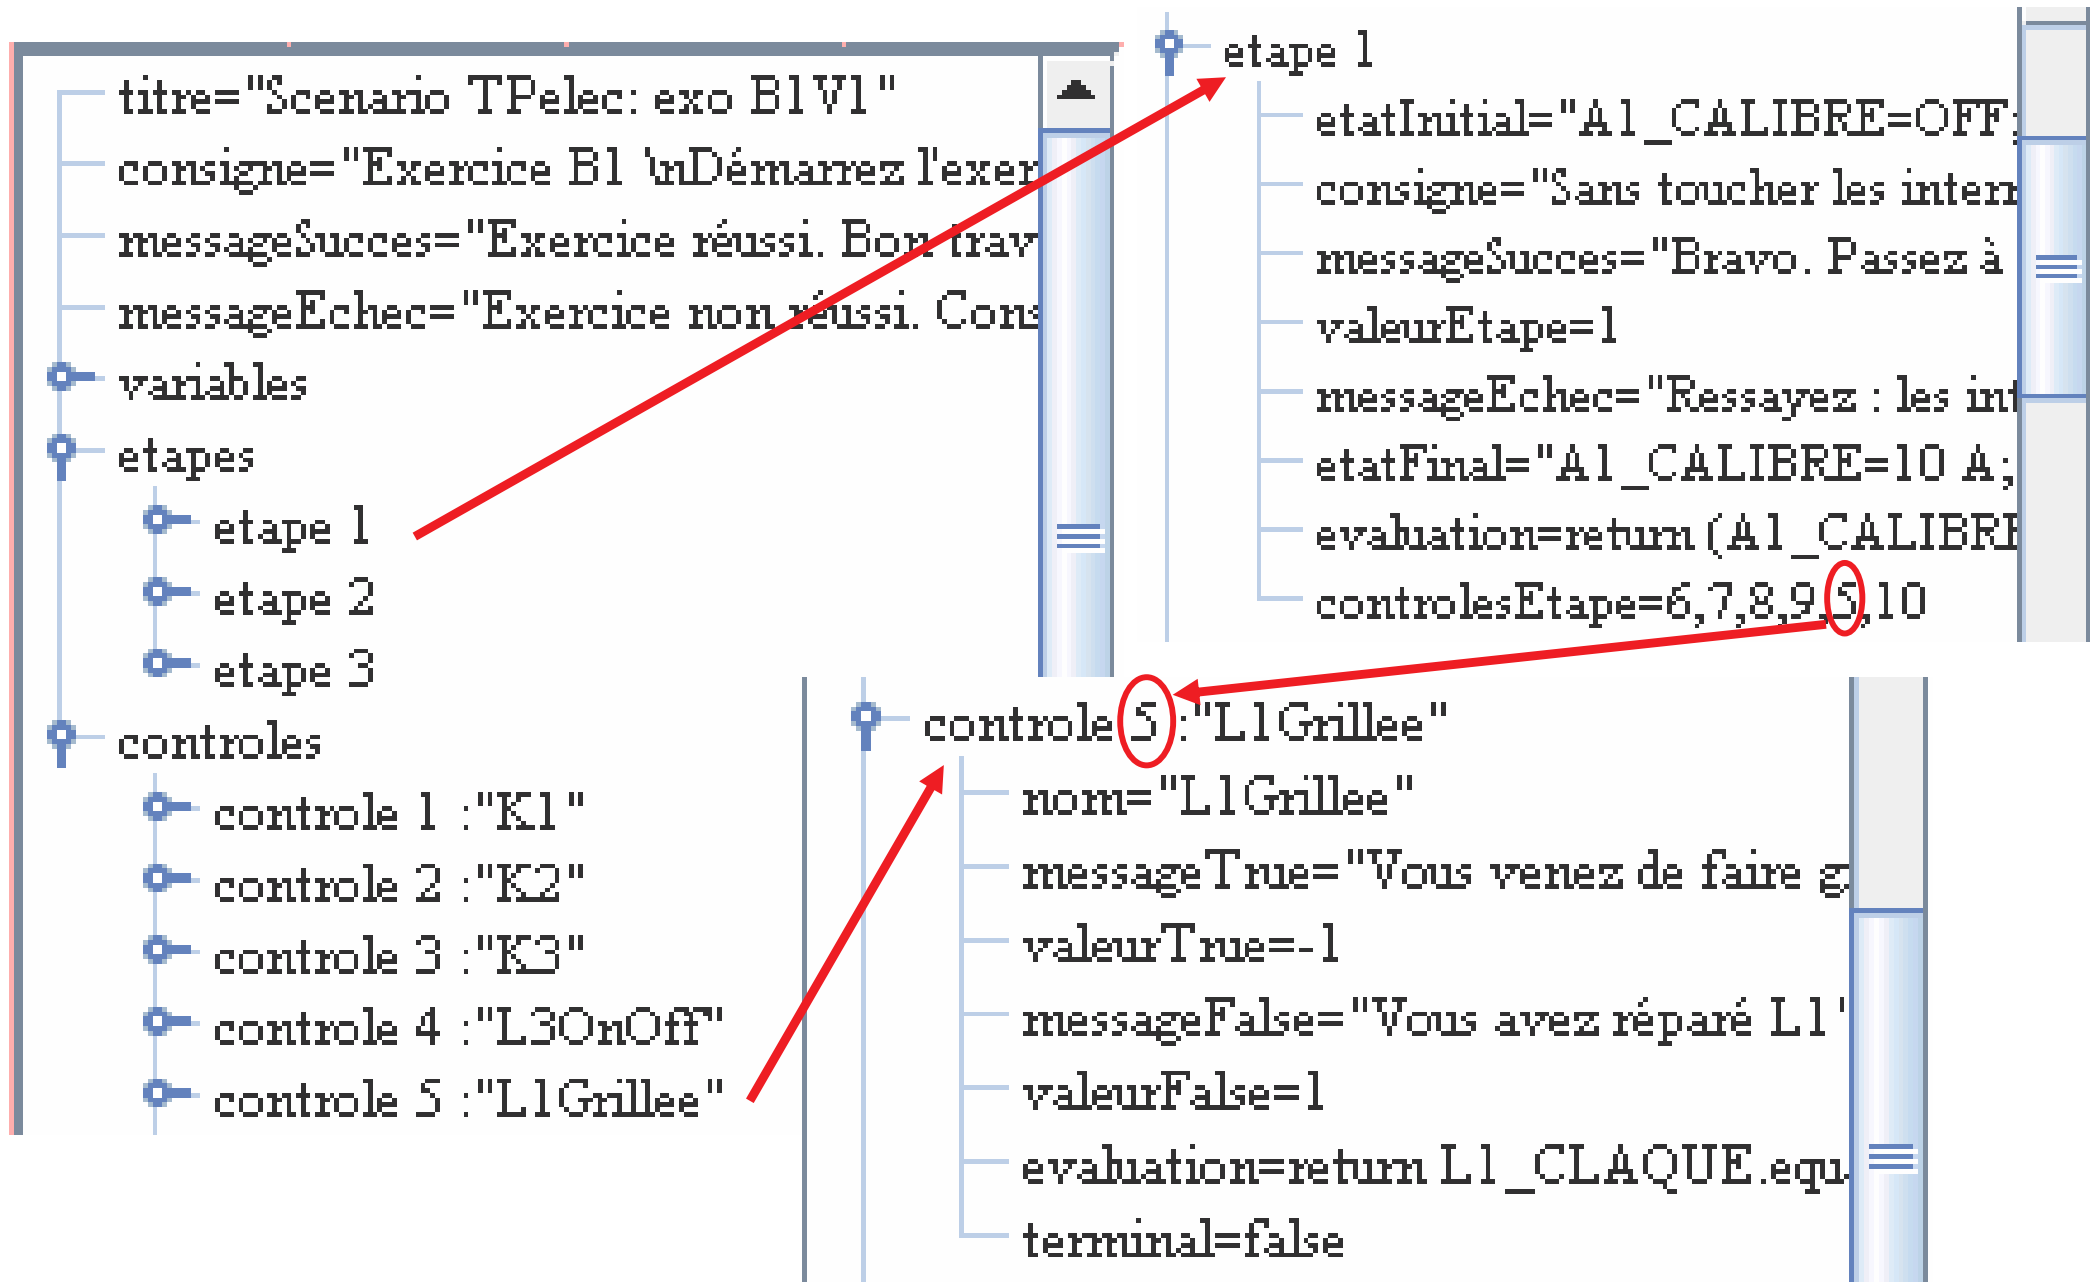 titre="Scenario TPelec: exo B1V1"
consigne="Exercice B1 \nDémarrez l'exer
messageSucces="Exercice réussi. Bon trav
messageEchec="Exercice non réussi. Cons
variables
etapes
etape 1
etape 2
etape 3
controles
controle 1 :"K1"
controle 2 :"K2"
controle 3 :"K3"
controle 4 :"L3OnOff"
controle 5 :"L1Grillee"
etape 1
etatInitial="A1_CALIBRE=OFF;
consigne="Sans toucher les interr
messageSucces="Bravo. Passez à
valeurEtape=1
messageEchec="Ressayez : les int
etatFinal="A1_CALIBRE=10 A;
evaluation=return (A1_CALIBRE
controlesEtape=6,7,8,9,5,10
controle 5 :"L1Grillee"
nom="L1Grillee"
messageTrue="Vous venez de faire g
valeurTrue=-1
messageFalse="Vous avez réparé L1"
valeurFalse=1
evaluation=return L1_CLAQUE.equ
terminal=false